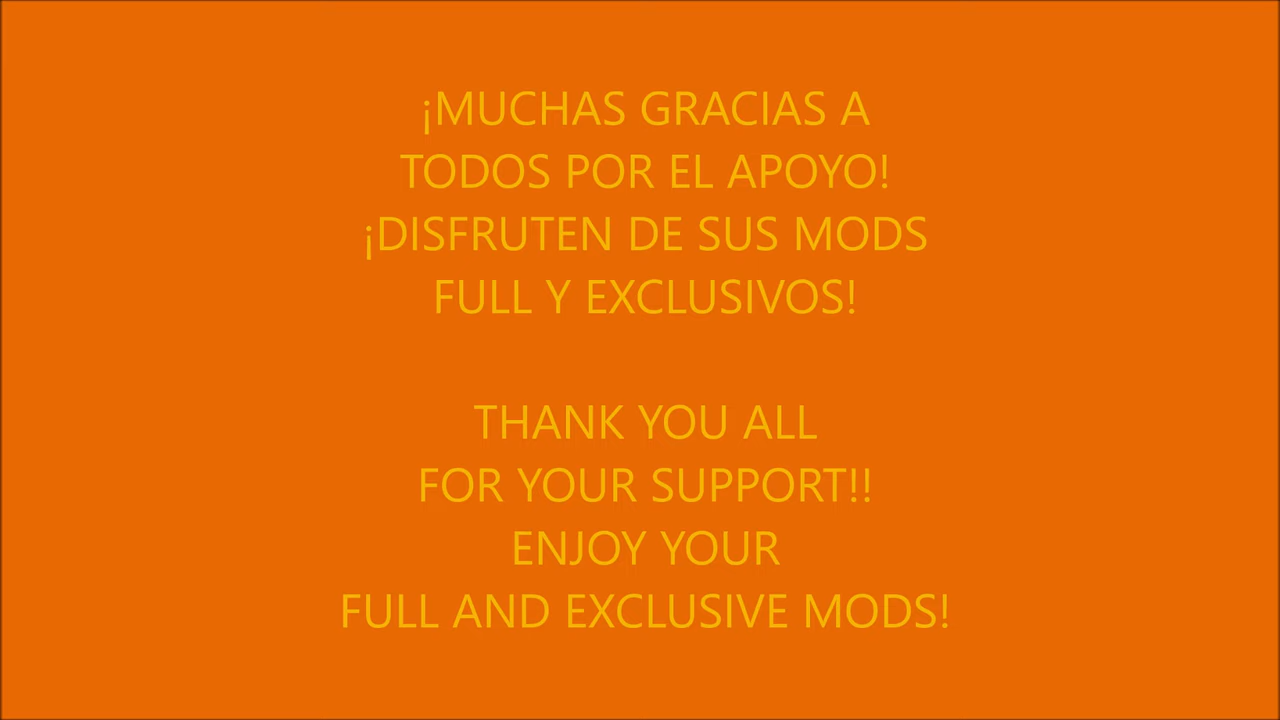 ¡MUCHAS GRACIAS A
TODOS POR EL APOYO!
¡DISFRUTEN DE SUS MODS
FULL Y EXCLUSIVOS!
THANK YOU ALL
FOR YOUR SUPPORT!!
ENJOY YOUR
FULL AND EXCLUSIVE MODS!